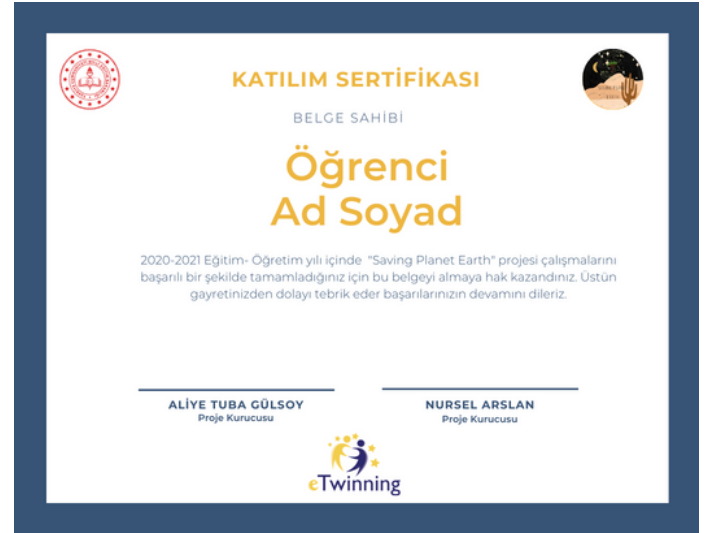 KATILIM SERTİFİKASI
BELGE SAHİBİ
Öğrenci
Ad Soyad
2020-2021 Eğitim- Öğretim yılı içinde "Saving Planet Earth" projesi çalışmalarını
başarılı bir şekilde tamamladığınız için bu belgeyi almaya hak kazandınız. Üstün
gayretinizden dolayı tebrik eder başarılarınızın devamını dileriz.
ALİYE TUBA GÜLSOY
Proje Kurucusu
NURSEL ARSLAN
Proje Kurucusu
eTwinning